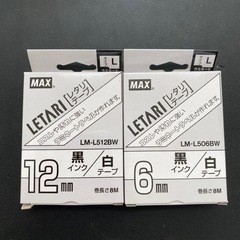 L
MAX
LETARI[レタリテープ]
LM-L512BW
黒
インク
白
テープ
12mm
巻長さ8M
L
MAX
LETARI[レタリテープ]
LM-L506BW
黒
インク
白
テープ
6mm
巻長さ8M